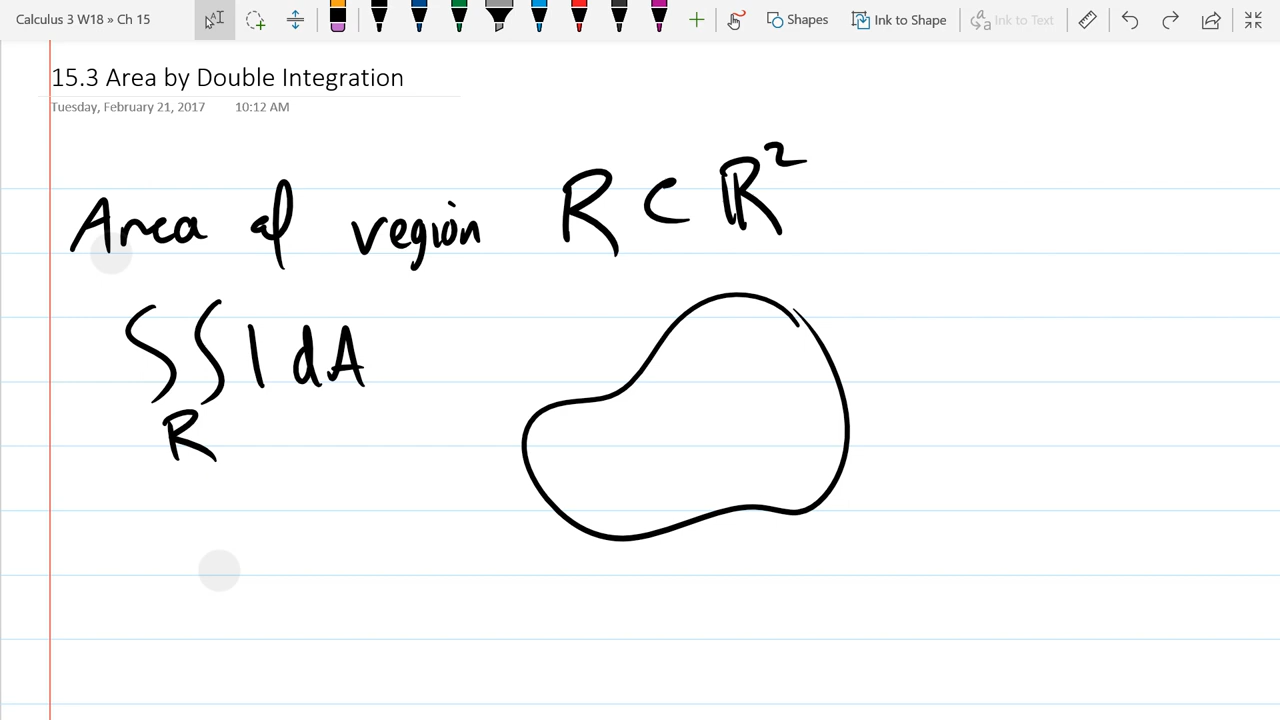 Calculus 3 W18 » Ch 15 Shapes Ink to Shape Ink to Text
15.3 Area by Double Integration
Tuesday, February 21, 2017 10:12 AM
Area of region R ⊂ ℝ²
∫∫ 1 dA
R